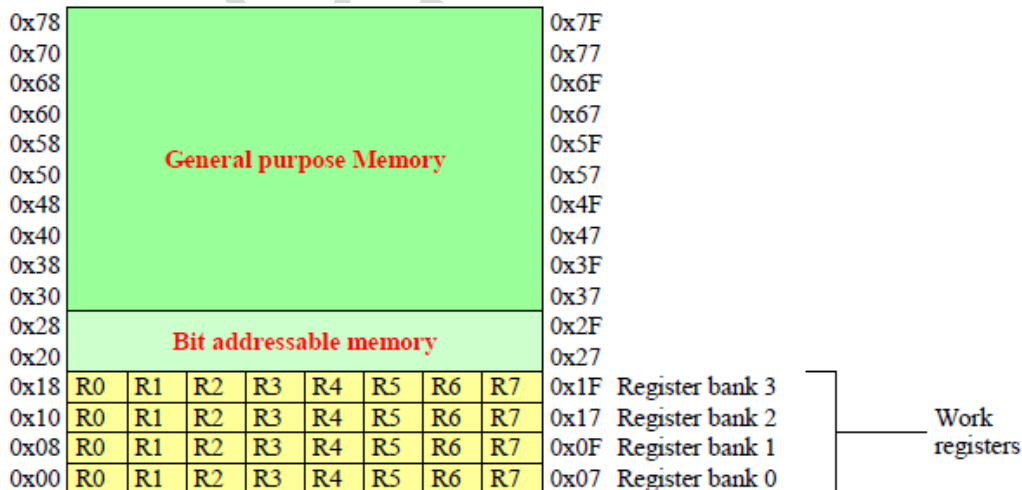 0x78 0x7F
0x70 0x77
0x68 0x6F
0x60 0x67
0x58 0x5F
General purpose Memory
0x50 0x57
0x48 0x4F
0x40 0x47
0x38 0x3F
0x30 0x37
0x28 0x2F
Bit addressable memory
0x20 0x27
0x18 R0 R1 R2 R3 R4 R5 R6 R7 0x1F Register bank 3
0x10 R0 R1 R2 R3 R4 R5 R6 R7 0x17 Register bank 2 Work
0x08 R0 R1 R2 R3 R4 R5 R6 R7 0x0F Register bank 1 registers
0x00 R0 R1 R2 R3 R4 R5 R6 R7 0x07 Register bank 0